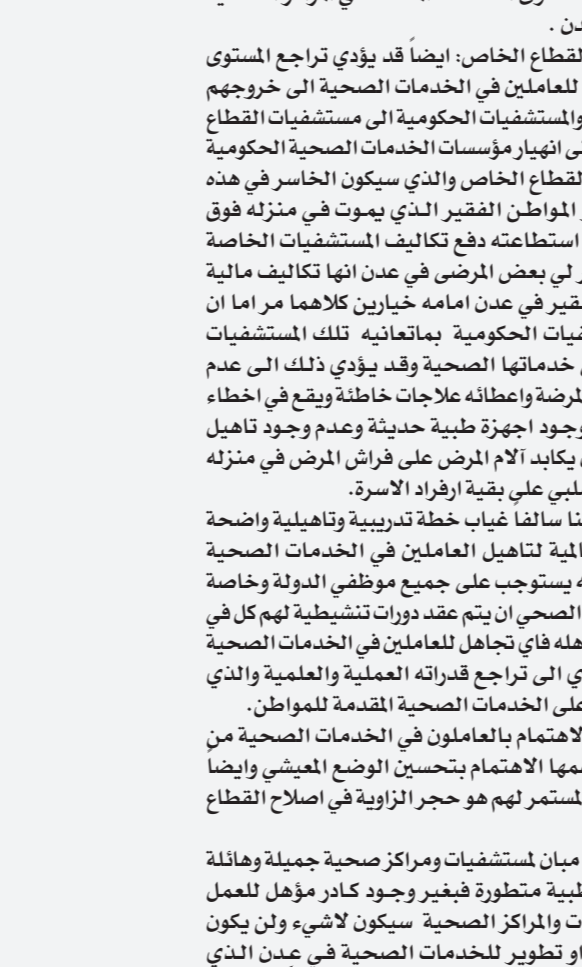 دن .
لقطاع الخاص: ايضاً قد يؤدي تراجع المستوى
للعاملين في الخدمات الصحية الى خروجهم
والمستشفيات الحكومية الى مستشفيات القطاع
لى انهيار مؤسسات الخدمات الصحية الحكومية
لقطاع الخاص والذي سيكون الخاسر في هذه
المواطن الفقير الذي يموت في منزله فوق
استطاعته دفع تكاليف المستشفيات الخاصة
ر لي بعض المرضى في عدن انها تكاليف مالية
قير في عدن امامه خيارين كلاهما مر اما ان
فيات الحكومية بماتعانيه تلك المستشفيات
خدماتها الصحية وقد يؤدي ذلك الى عدم
لمرضة واعطائه علاجات خاطئة ويقع في اخطاء
وجود اجهزة طبية حديثة وعدم وجود تاهيل
يكابد آلام المرض على فراش المرض في منزله
لبي على بقية ارفراد الاسرة.
نا سالفا غياب خطة تدريبية وتاهيلية واضحة
المية لتاهيل العاملين في الخدمات الصحية
ه يستوجب على جميع موظفي الدولة وخاصة
الصحي ان يتم عقد دورات تنشيطية لهم كل في
هله فاي تجاهل للعاملين في الخدمات الصحية
ي الى تراجع قدراته العملية والعلمية والذي
على الخدمات الصحية المقدمة للمواطن.
لاهتمام بالعاملون في الخدمات الصحية من
مها الاهتمام بتحسين الوضع المعيشي وايضاً
لمستمر لهم هو حجر الزاوية في اصلاح القطاع
مبان لمستشفيات ومراكز صحية جميلة وهائلة
طبية متطورة فبغير وجود كادر مؤهل للعمل
ت والمراكز الصحية سيكون لاشيء ولن يكون
او تطوير للخدمات الصحية في عدن الذي